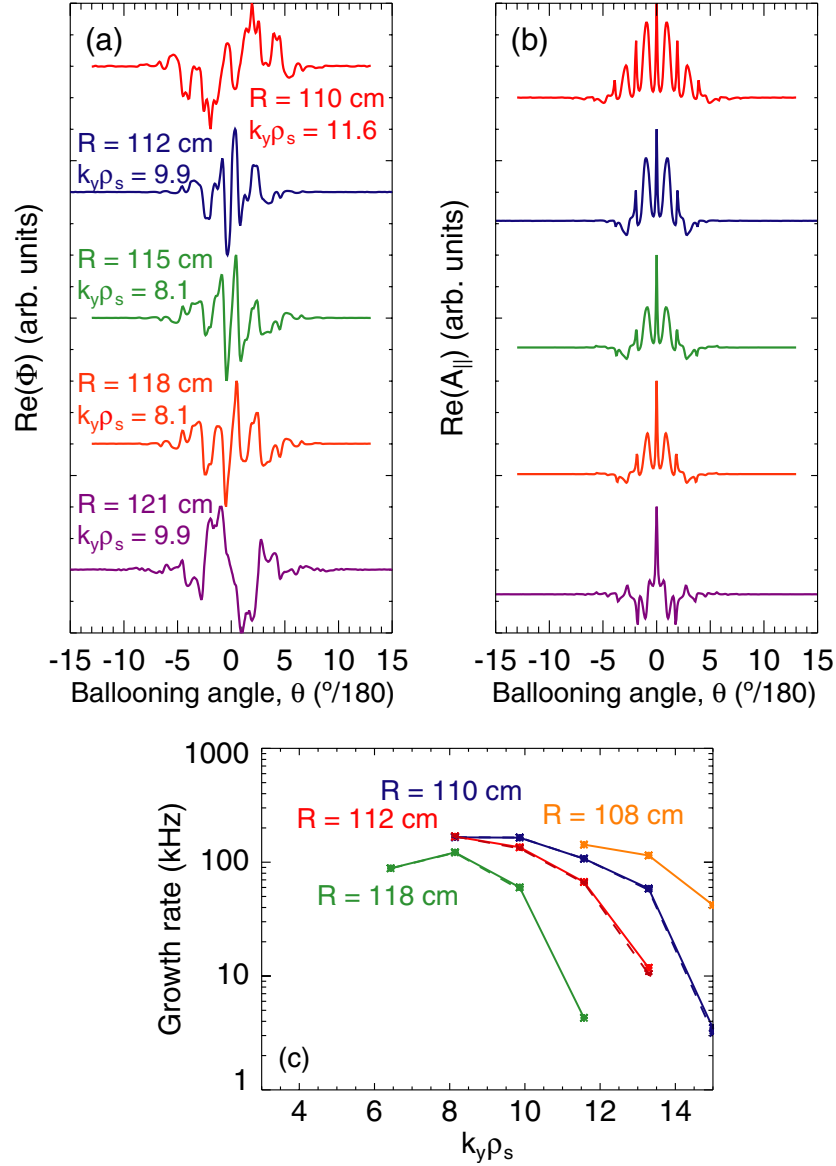 (a)
R = 110 cm
kyρs = 11.6
R = 112 cm
kyρs = 9.9
R = 115 cm
kyρs = 8.1
R = 118 cm
kyρs = 8.1
R = 121 cm
kyρs = 9.9
Re(Φ) (arb. units)
-15 -10 -5 0 5 10 15
Ballooning angle, θ (º/180)
(b)
Re(A||) (arb. units)
-15 -10 -5 0 5 10 15
Ballooning angle, θ (º/180)
1000
100
10
1
Growth rate (kHz)
R = 110 cm
R = 108 cm
R = 112 cm
R = 118 cm
(c)
4 6 8 10 12 14
kyρs